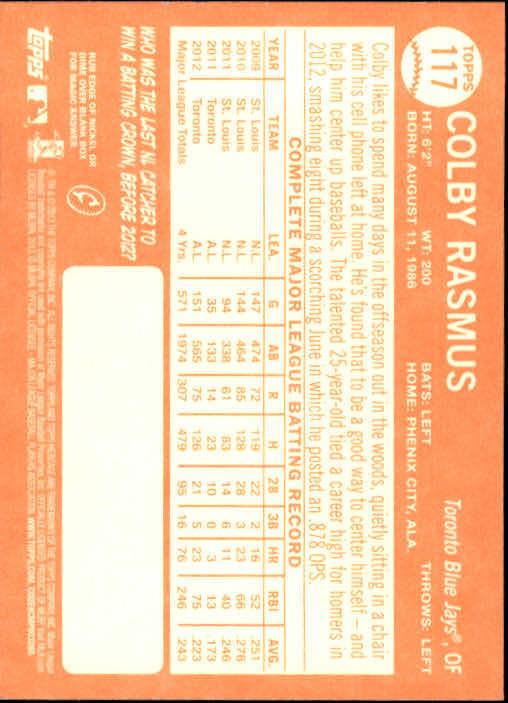 TOPPS
117
COLBY RASMUS
Toronto Blue Jays®, OF
HT: 6'2" WT: 200 BATS: LEFT THROWS: LEFT
BORN: AUGUST 11, 1986 HOME: PHENIX CITY, ALA.
Colby likes to spend many days in the offseason out in the woods, quietly sitting in a chair
with his cell phone left at home. He's found that to be a good way to center himself – and
help him center up baseballs. The talented 25-year-old tied a career high for homers in
2012, smashing eight during a scorching June in which he posted an .878 OPS.
COMPLETE MAJOR LEAGUE BATTING RECORD
YEAR TEAM LEA. G AB R H 2B 3B HR RBI AVG.
2009 St. Louis N.L. 147 474 72 119 22 2 16 52 .251
2010 St. Louis N.L. 144 464 85 128 28 3 23 66 .276
2011 St. Louis N.L. 94 338 61 83 14 6 11 40 .246
2011 Toronto A.L. 35 133 14 23 10 0 3 13 .173
2012 Toronto A.L. 151 565 75 126 21 5 23 75 .223
Major League Totals 4 Yrs. 571 1974 307 479 95 16 76 246 .243
WHO WAS THE LAST NL CATCHER TO
WIN A BATTING CROWN, BEFORE 2012?
RUB EDGE OF NICKEL OR
DIME OVER BLANK BOX
FOR MAGIC ANSWER
Topps